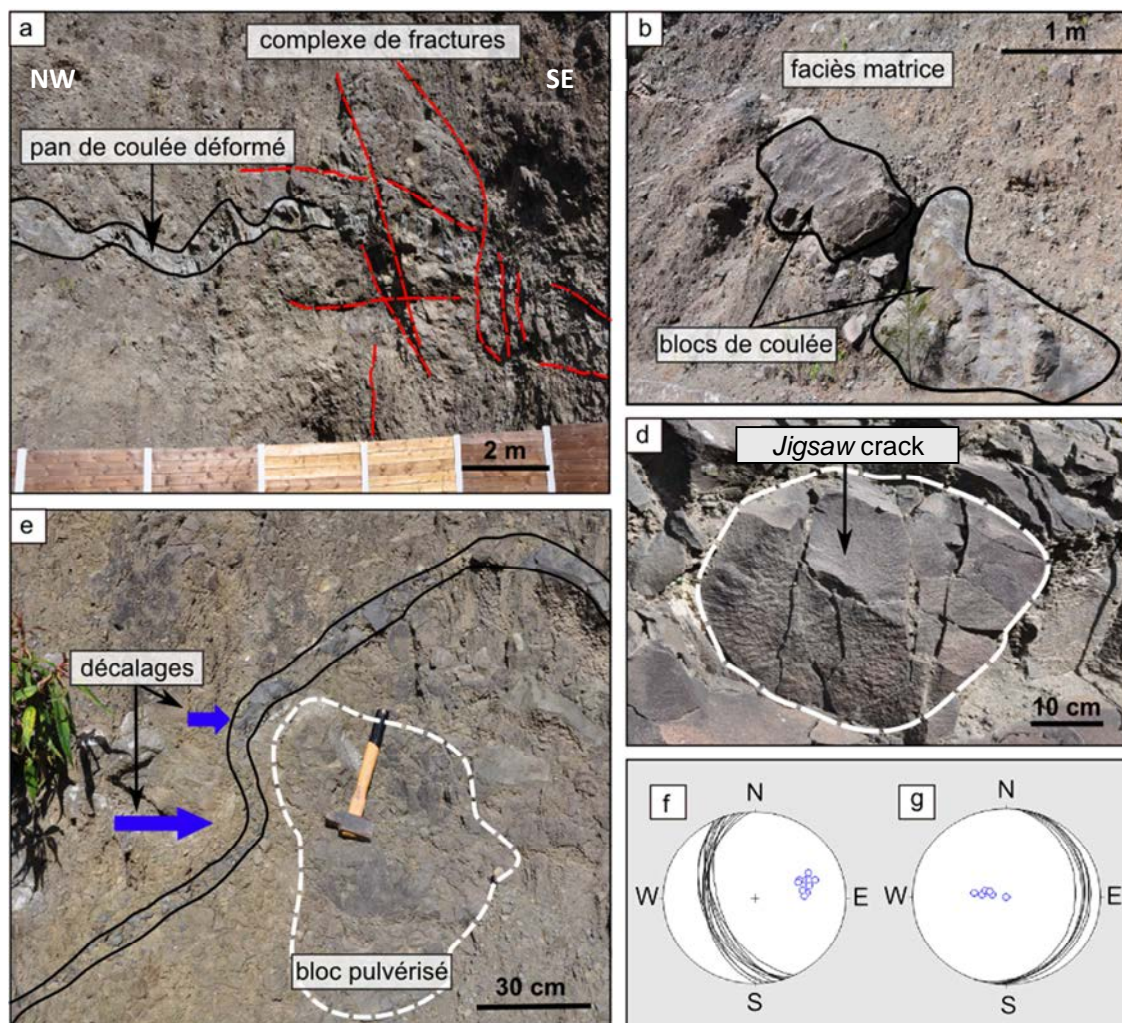 a
complexe de fractures
NW
SE
pan de coulée déformé
2 m
b
1 m
faciès matrice
blocs de coulée
d
Jigsaw crack
10 cm
e
décalages
bloc pulvérisé
30 cm
f
N
W
E
S
g
N
W
E
S